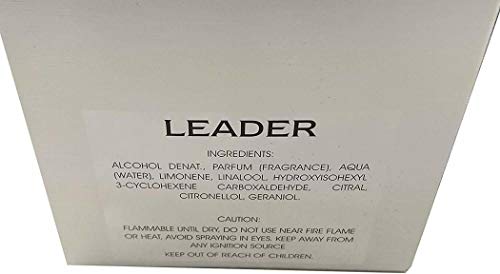 LEADER
INGREDIENTS:
ALCOHOL DENAT., PARFUM (FRAGRANCE), AQUA
(WATER), LIMONENE, LINALOOL, HYDROXYISOHEXYL
3-CYCLOHEXENE CARBOXALDEHYDE, CITRAL,
CITRONELLOL, GERANIOL.
CAUTION:
FLAMMABLE UNTIL DRY, DO NOT USE NEAR FIRE FLAME
OR HEAT, AVOID SPRAYING IN EYES. KEEP AWAY FROM
ANY IGNITION SOURCE
KEEP OUT OF REACH OF CHILDREN.